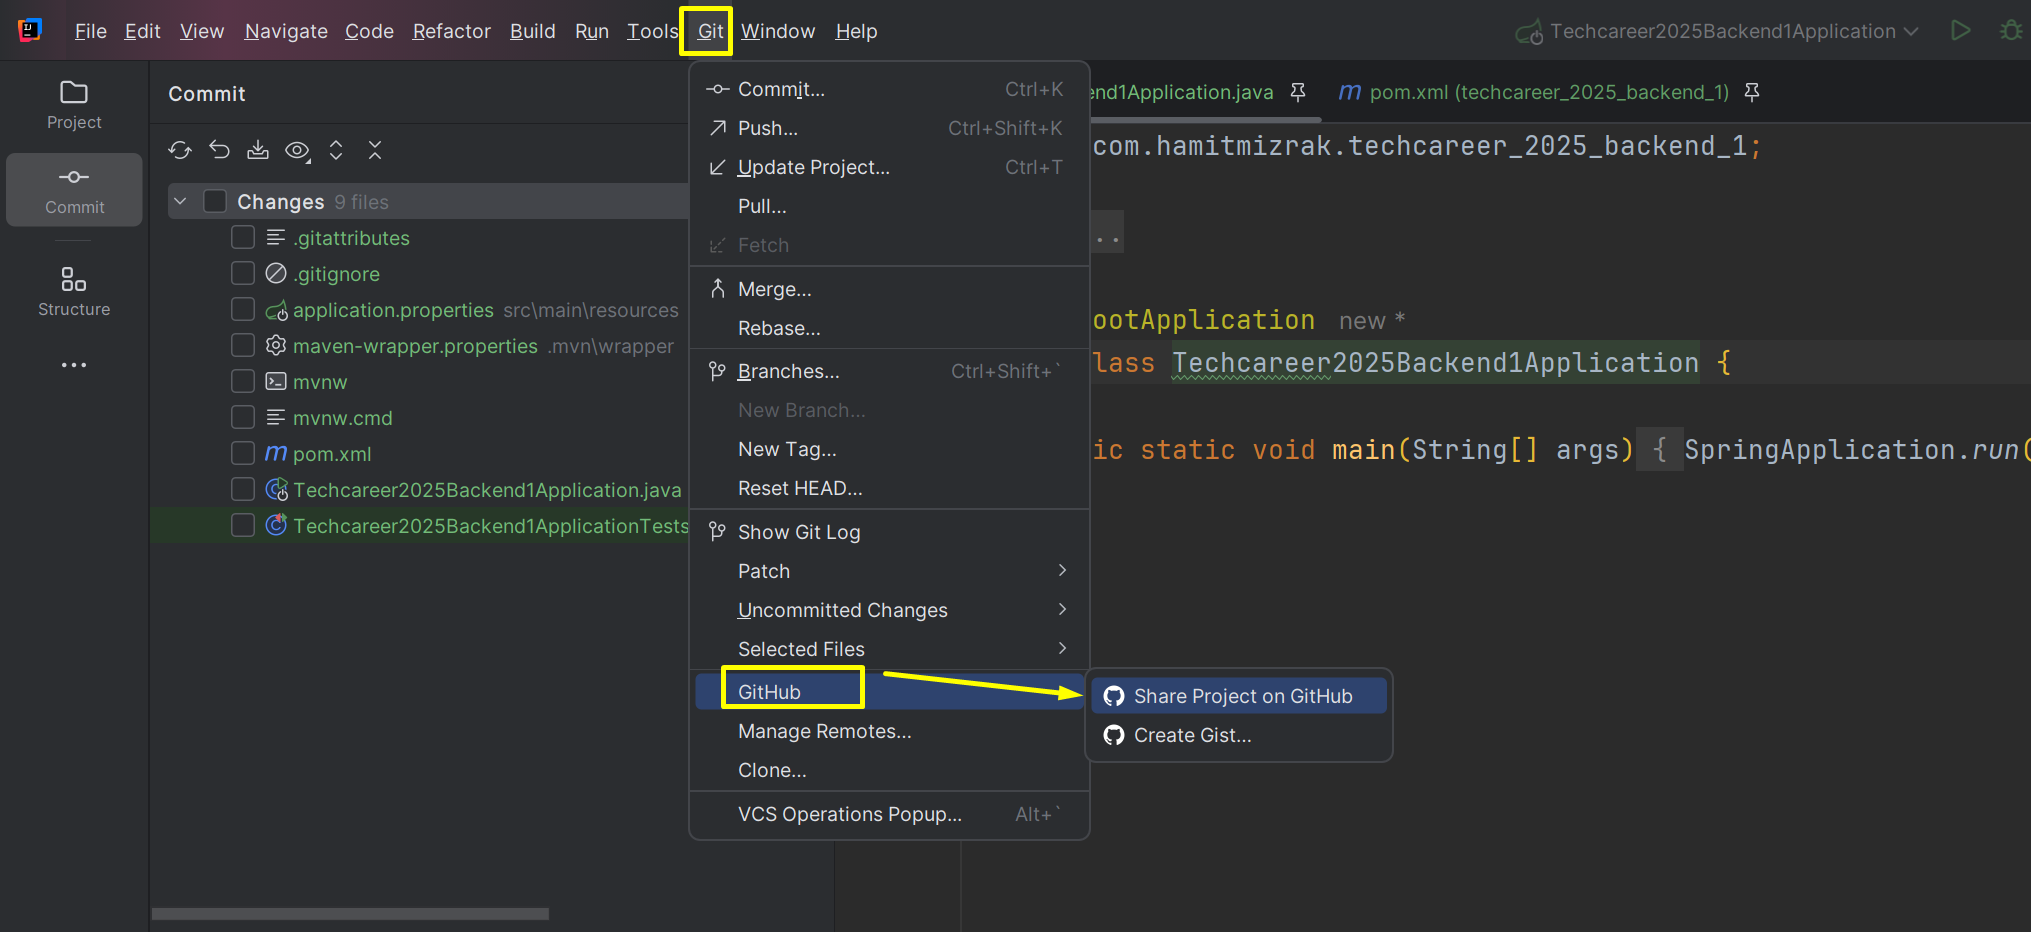 File Edit View Navigate Code Refactor Build Run Tools Git Window Help
Techcareer2025Backend1Application
Project
Commit
Structure
Commit
Changes 9 files
.gitattributes
.gitignore
application.properties src\main\resources
maven-wrapper.properties .mvn\wrapper
mvnw
mvnw.cmd
m pom.xml
Techcareer2025Backend1Application.java
Techcareer2025Backend1ApplicationTests
Commit... Ctrl+K
Push... Ctrl+Shift+K
Update Project... Ctrl+T
Pull...
Fetch
Merge...
Rebase...
Branches... Ctrl+Shift+`
New Branch...
New Tag...
Reset HEAD...
Show Git Log
Patch
Uncommitted Changes
Selected Files
GitHub
Manage Remotes...
Clone...
VCS Operations Popup... Alt+`
Share Project on GitHub
Create Gist...
end1Application.java
m pom.xml (techcareer_2025_backend_1)
com.hamitmizrak.techcareer_2025_backend_1;
..
ootApplication new *
lass Techcareer2025Backend1Application {
ic static void main(String[] args) { SpringApplication.run(